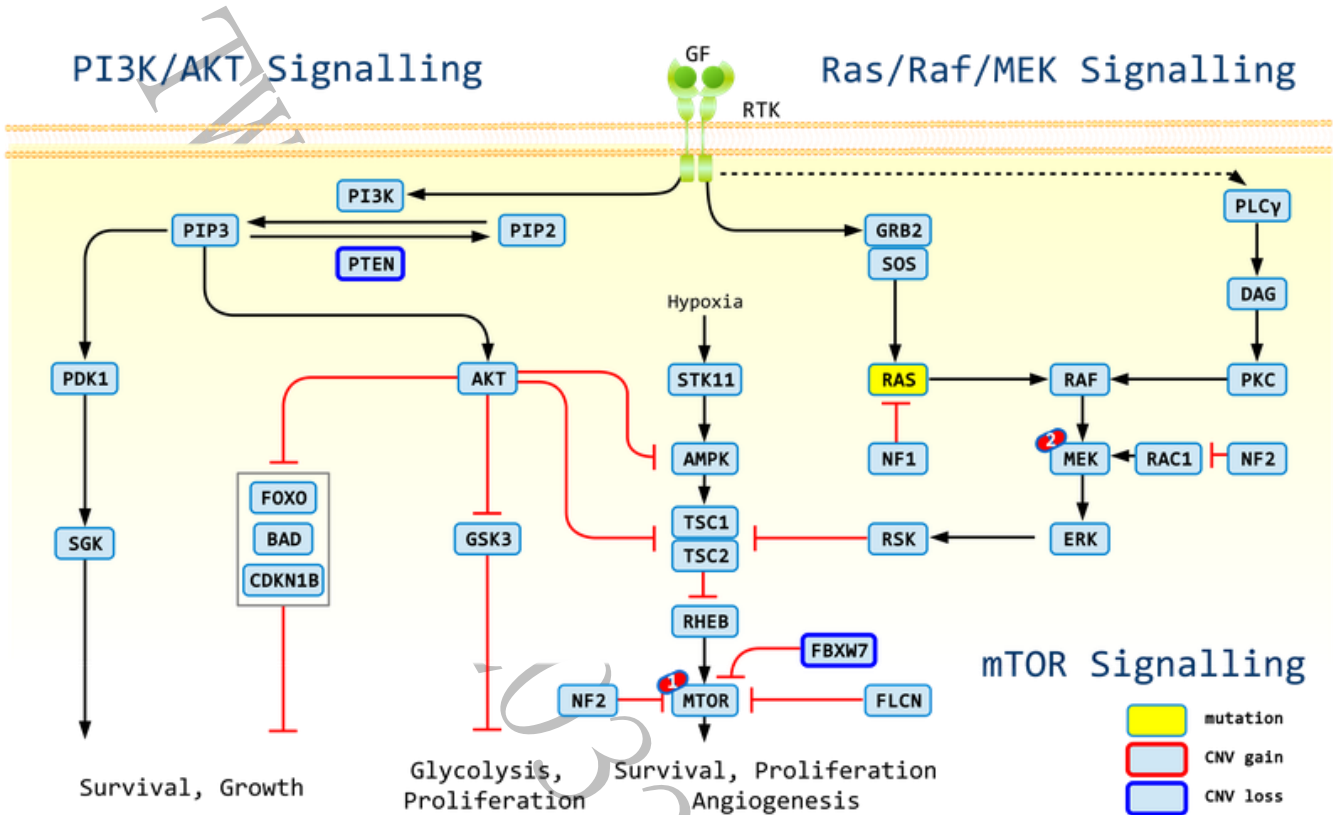 PI3K/AKT Signalling
GF
Ras/Raf/MEK Signalling
RTK
PI3K
PLCγ
PIP3
PIP2
GRB2
PTEN
SOS
DAG
Hypoxia
PDK1
AKT
STK11
RAS
RAF
PKC
2
AMPK
NF1
MEK
RAC1
NF2
FOXO
TSC1
SGK
BAD
GSK3
RSK
ERK
TSC2
CDKN1B
RHEB
FBXW7
mTOR Signalling
1
NF2
MTOR
FLCN
mutation
CNV gain
CNV loss
Survival, Growth
Glycolysis,
Proliferation
Survival, Proliferation
Angiogenesis
TW